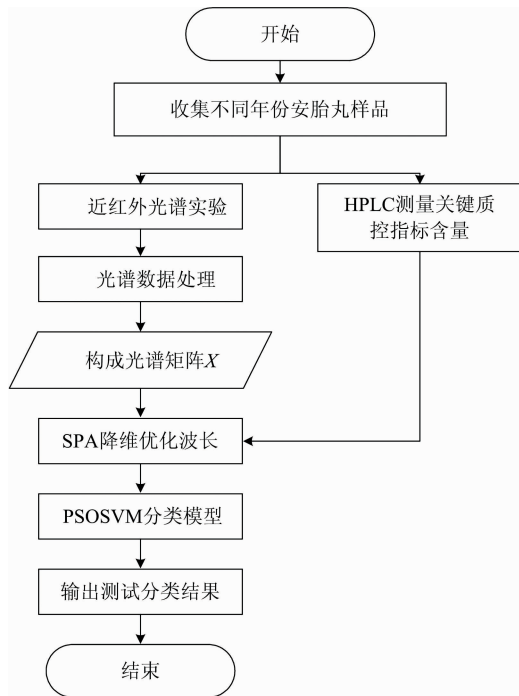 开始
收集不同年份安胎丸样品
近红外光谱实验
HPLC测量关键质
控指标含量
光谱数据处理
构成光谱矩阵X
SPA降维优化波长
PSOSVM分类模型
输出测试分类结果
结束